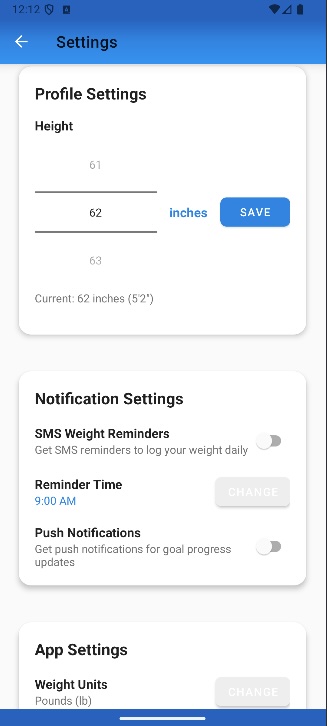 12:12
Settings
Profile Settings
Height
61
62
inches
SAVE
63
Current: 62 inches (5'2")
Notification Settings
SMS Weight Reminders
Get SMS reminders to log your weight daily
Reminder Time
9:00 AM
CHANGE
Push Notifications
Get push notifications for goal progress
updates
App Settings
Weight Units
Pounds (lb)
CHANGE